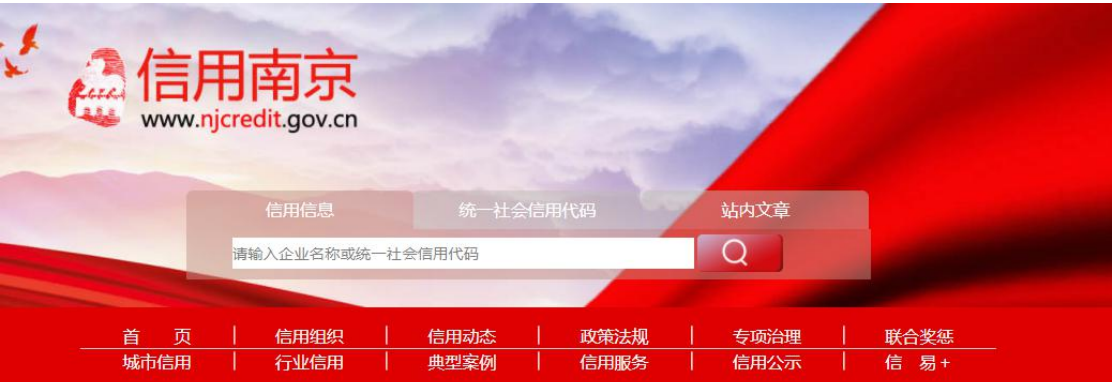 信用南京
www.njcredit.gov.cn
信用信息 统一社会信用代码 站内文章
请输入企业名称或统一社会信用代码
首 页 | 信用组织 | 信用动态 | 政策法规 | 专项治理 | 联合奖惩
城市信用 | 行业信用 | 典型案例 | 信用服务 | 信用公示 | 信 易+